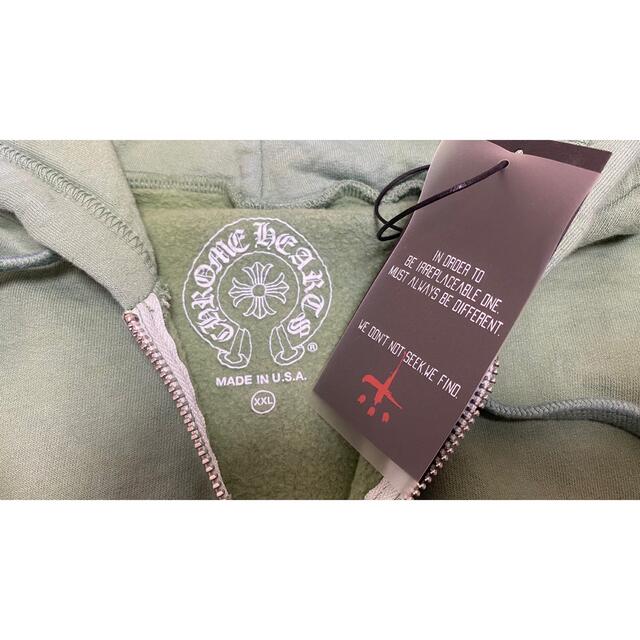 CHROME HEARTS
®
MADE IN U.S.A.
XXL
IN ORDER TO
BE IRREPLACEABLE ONE.
MUST ALWAYS BE DIFFERENT.
WE DON'T NOT SEEK.WE FIND.